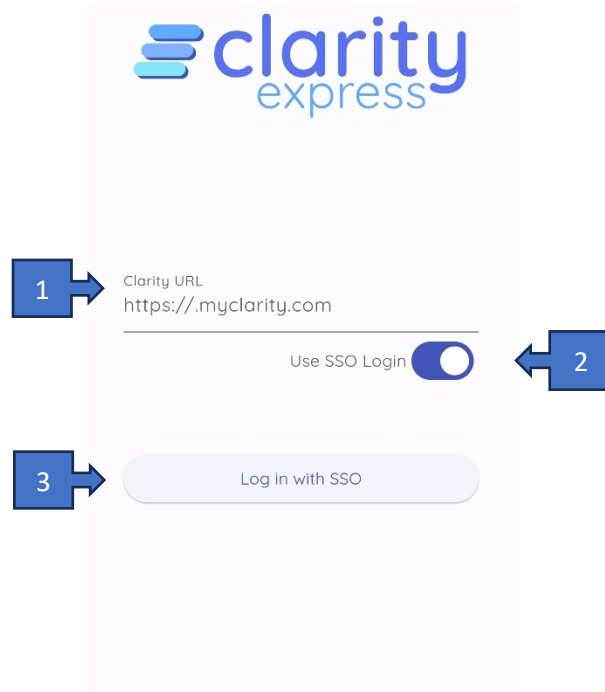 clarity
express
1
Clarity URL
https://.myclarity.com
Use SSO Login
2
3
Log in with SSO